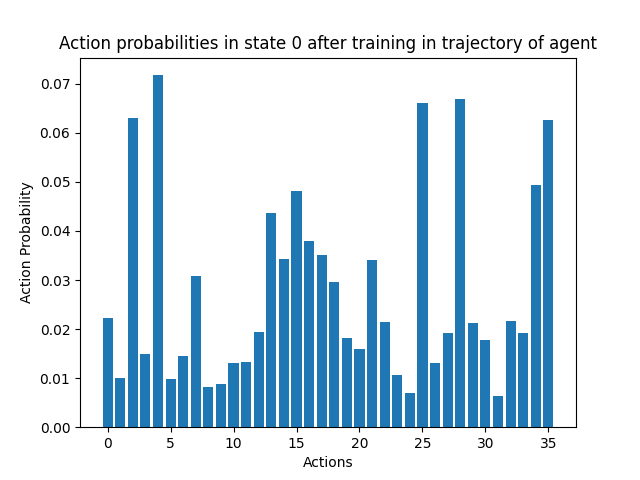 Action probabilities in state 0 after training in trajectory of agent
0.07
0.06
0.05
0.04
0.03
0.02
0.01
0.00
Action Probability
0 5 10 15 20 25 30 35
Actions